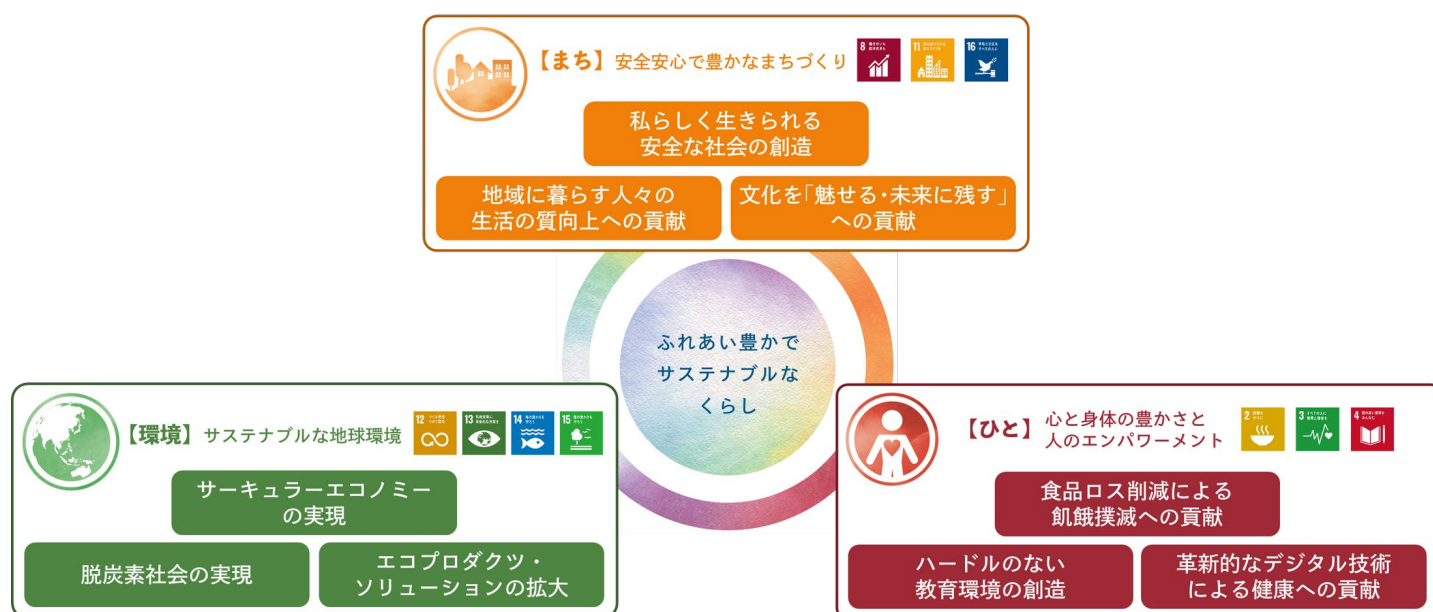 【まち】安全安心で豊かなまちづくり
8
11
16
私らしく生きられる
安全な社会の創造
地域に暮らす人々の
生活の質向上への貢献
文化を「魅せる・未来に残す」
への貢献
ふれあい豊かで
サステナブルな
くらし
【環境】サステナブルな地球環境
12
13
14
15
サーキュラーエコノミー
の実現
脱炭素社会の実現
エコプロダクツ・
ソリューションの拡大
【ひと】心と身体の豊かさと
人のエンパワーメント
2
3
4
食品ロス削減による
飢餓撲滅への貢献
ハードルのない
教育環境の創造
革新的なデジタル技術
による健康への貢献